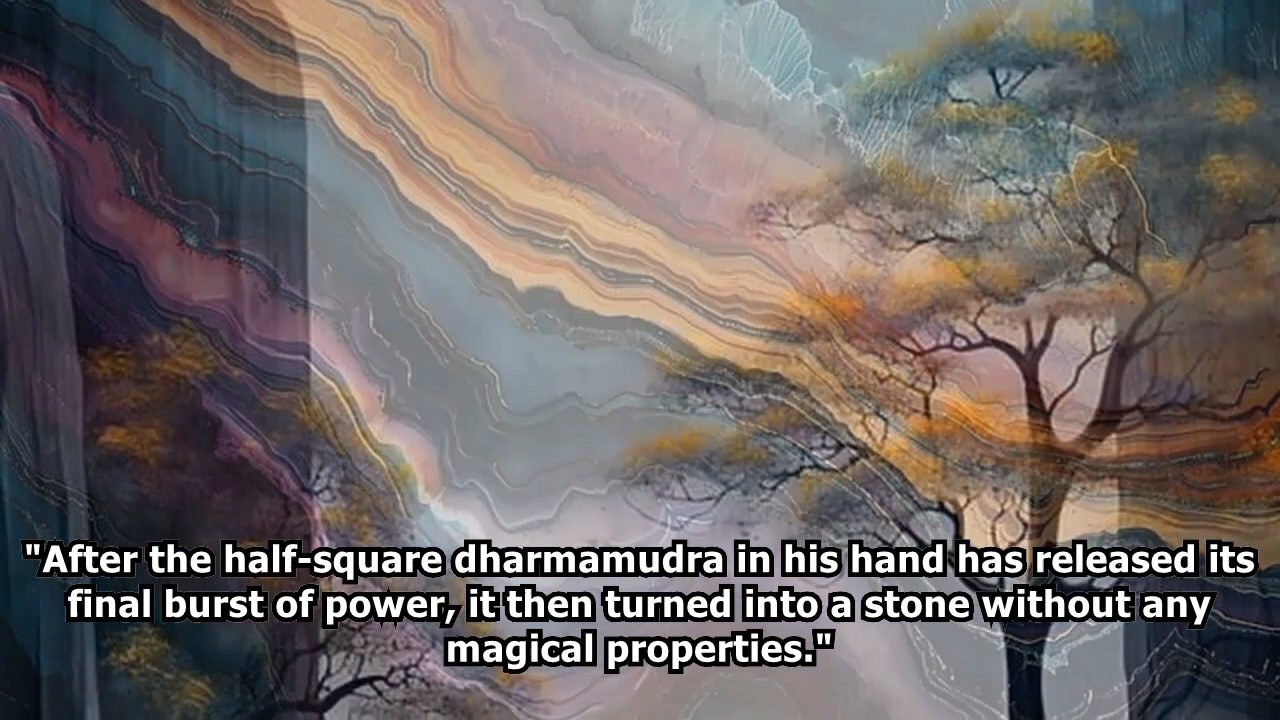 "After the half-square dharmamudra in his hand has released its
final burst of power, it then turned into a stone without any
magical properties."